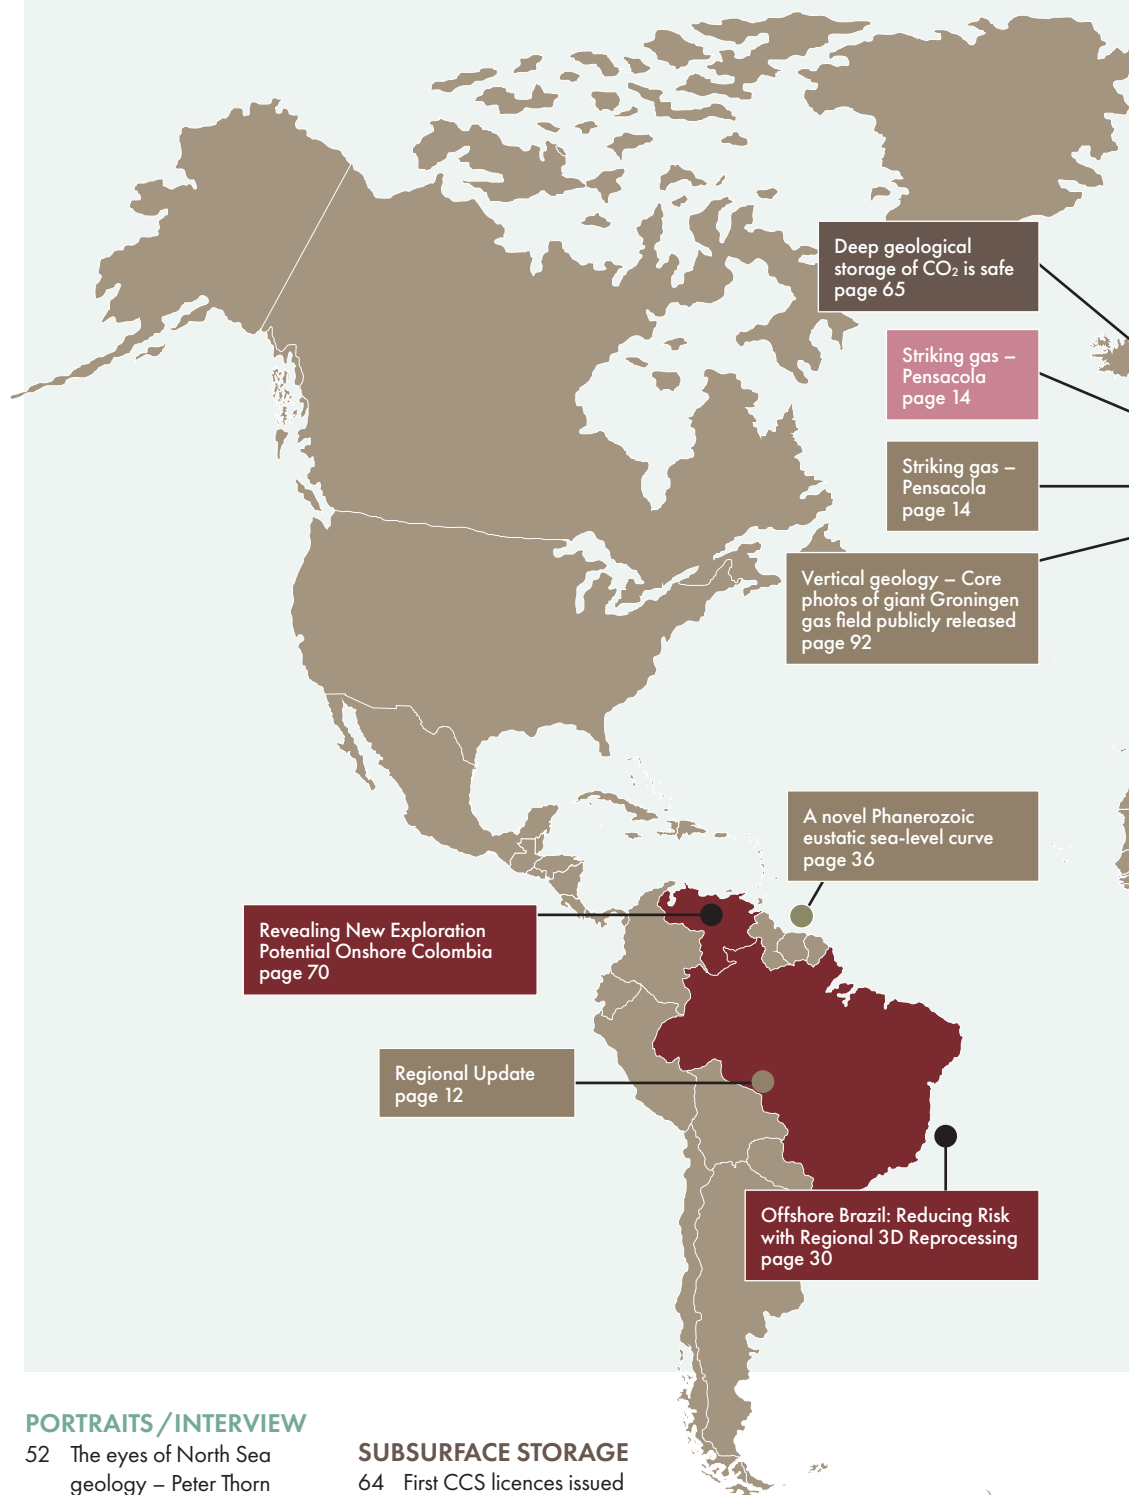 Deep geological
storage of CO₂ is safe
page 65
Striking gas –
Pensacola
page 14
Striking gas –
Pensacola
page 14
Vertical geology – Core
photos of giant Groningen
gas field publicly released
page 92
A novel Phanerozoic
eustatic sea-level curve
page 36
Revealing New Exploration
Potential Onshore Colombia
page 70
Regional Update
page 12
Offshore Brazil: Reducing Risk
with Regional 3D Reprocessing
page 30
PORTRAITS/INTERVIEW
52 The eyes of North Sea
geology – Peter Thorn
SUBSURFACE STORAGE
64 First CCS licences issued